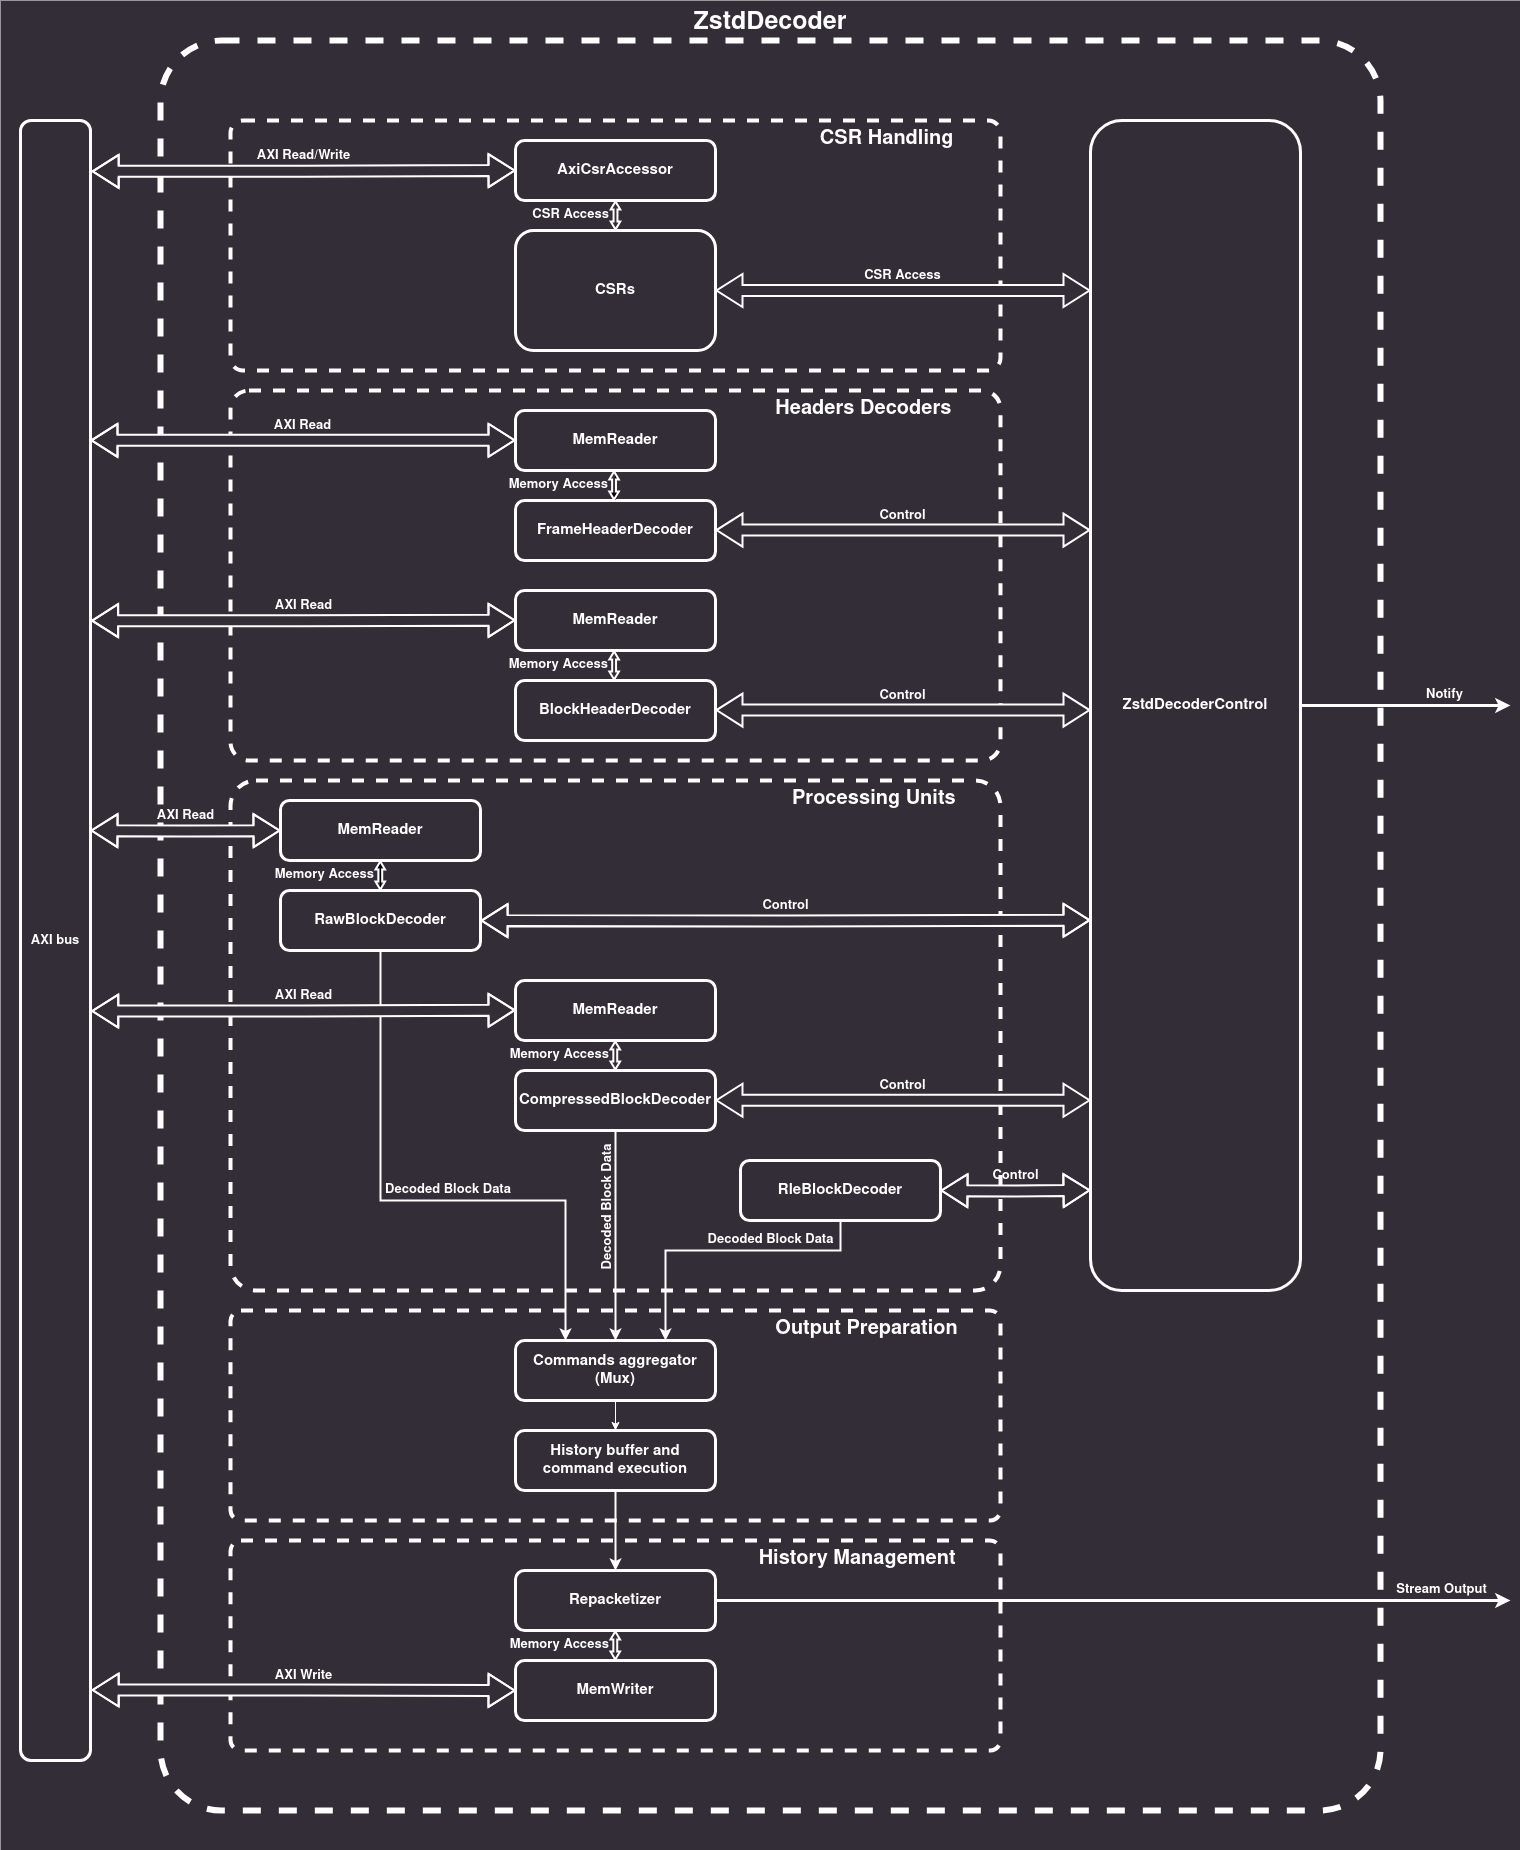 ZstdDecoder
CSR Handling
AXI Read/Write
AxiCsrAccessor
CSR Access
CSRs
CSR Access
Headers Decoders
AXI Read
MemReader
Memory Access
FrameHeaderDecoder
Control
AXI Read
MemReader
Memory Access
BlockHeaderDecoder
Control
ZstdDecoderControl
Notify
Processing Units
AXI Read
MemReader
Memory Access
RawBlockDecoder
Control
AXI bus
AXI Read
MemReader
Memory Access
CompressedBlockDecoder
Control
Decoded Block Data
Decoded Block Data
RleBlockDecoder
Control
Decoded Block Data
Output Preparation
Commands aggregator
(Mux)
History buffer and
command execution
History Management
Repacketizer
Stream Output
Memory Access
AXI Write
MemWriter